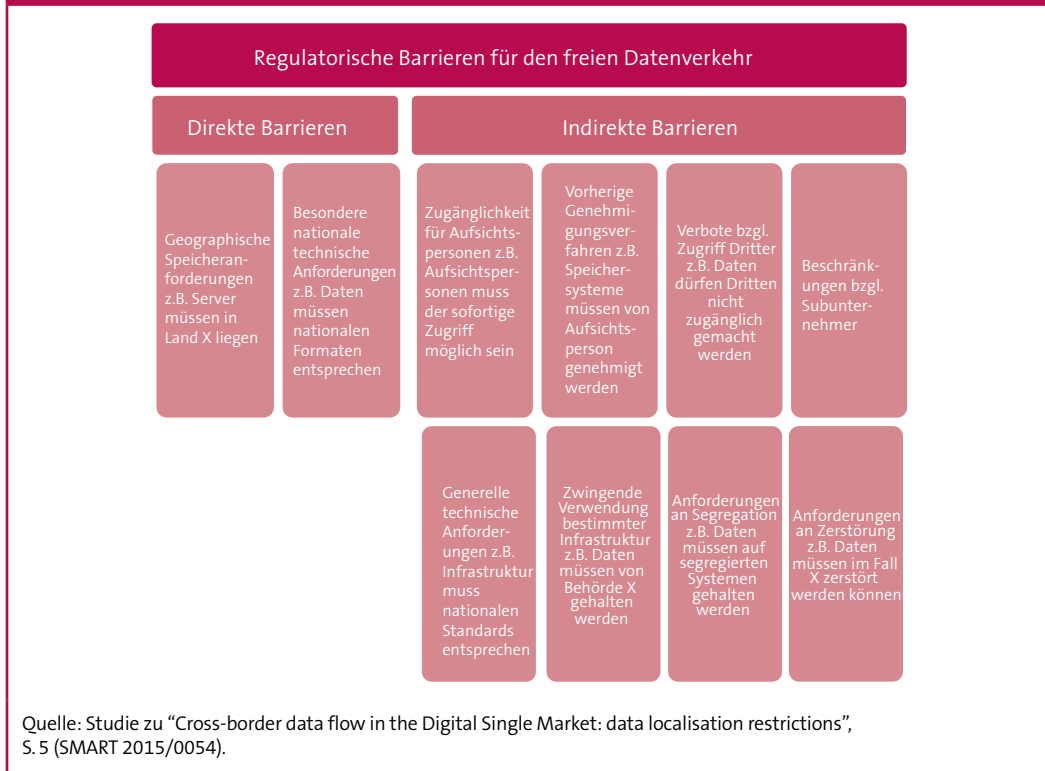 Regulatorische Barrieren für den freien Datenverkehr
Direkte Barrieren
Indirekte Barrieren
Geographische
Speicheran-
forderungen
z.B. Server
müssen in
Land X liegen
Besondere
nationale
technische
Anforderungen
z.B. Daten
müssen
nationalen
Formaten
entsprechen
Zugänglichkeit
für Aufsichts-
personen z.B.
Aufsichtsper-
sonen muss
der sofortige
Zugriff
möglich sein
Vorherige
Genehmi-
gungsver-
fahren z.B.
Speicher-
systeme
müssen von
Aufsichts-
person
genehmigt
werden
Verbote bzgl.
Zugriff Dritter
z.B. Daten
dürfen Dritten
nicht
zugänglich
gemacht
werden
Beschränk-
ungen bzgl.
Subunter-
nehmer
Generelle
technische
Anforder-
ungen z.B.
Infrastruktur
muss
nationalen
Standards
entsprechen
Zwingende
Verwendung
bestimmter
Infrastruktur
z.B. Daten
müssen von
Behörde X
gehalten
werden
Anforderungen
an Segregation
z.B. Daten
müssen auf
segregierten
Systemen
gehalten
werden
Anforderungen
an Zerstörung
z.B. Daten
müssen im Fall
X zerstört
werden können
Quelle: Studie zu “Cross-border data flow in the Digital Single Market: data localisation restrictions”,
S. 5 (SMART 2015/0054).